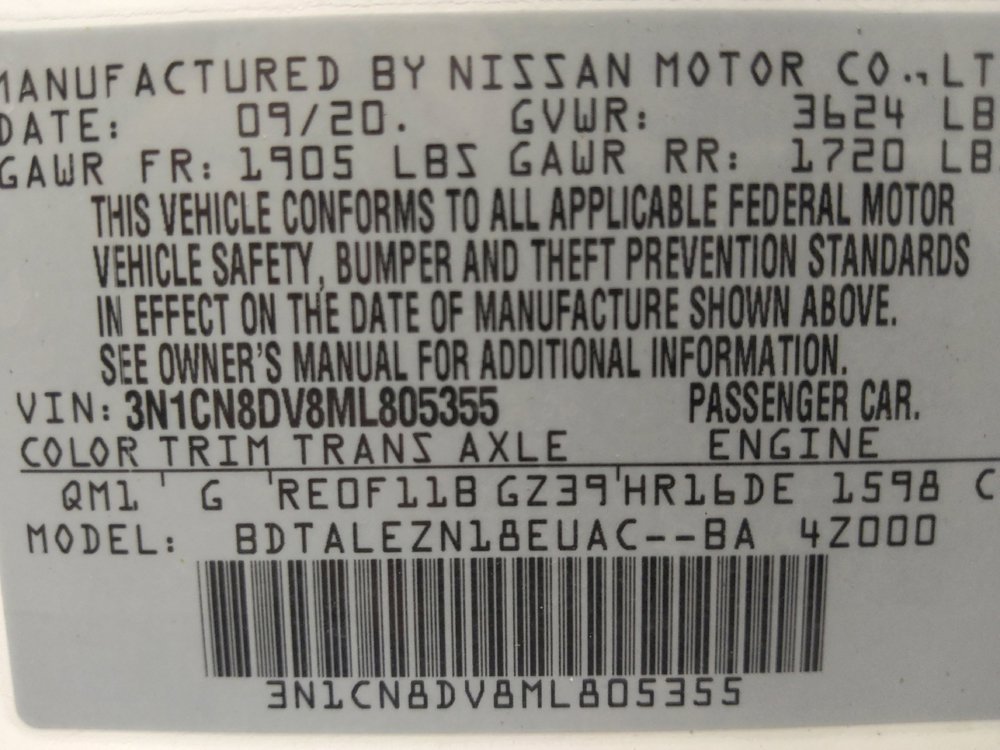 MANUFACTURED BY NISSAN MOTOR CO., LT
DATE: 09/20. GVWR: 3624 LB
GAWR FR: 1905 LBS GAWR RR: 1720 LB
THIS VEHICLE CONFORMS TO ALL APPLICABLE FEDERAL MOTOR
VEHICLE SAFETY, BUMPER AND THEFT PREVENTION STANDARDS
IN EFFECT ON THE DATE OF MANUFACTURE SHOWN ABOVE.
SEE OWNER'S MANUAL FOR ADDITIONAL INFORMATION.
VIN: 3N1CN8DV8ML805355 PASSENGER CAR.
COLOR TRIM TRANS AXLE ENGINE
QM1 G RE0F11B GZ39 HR16DE 1598 C
MODEL: BDTALEZN18EUAC--BA 4Z000
3N1CN8DV8ML805355